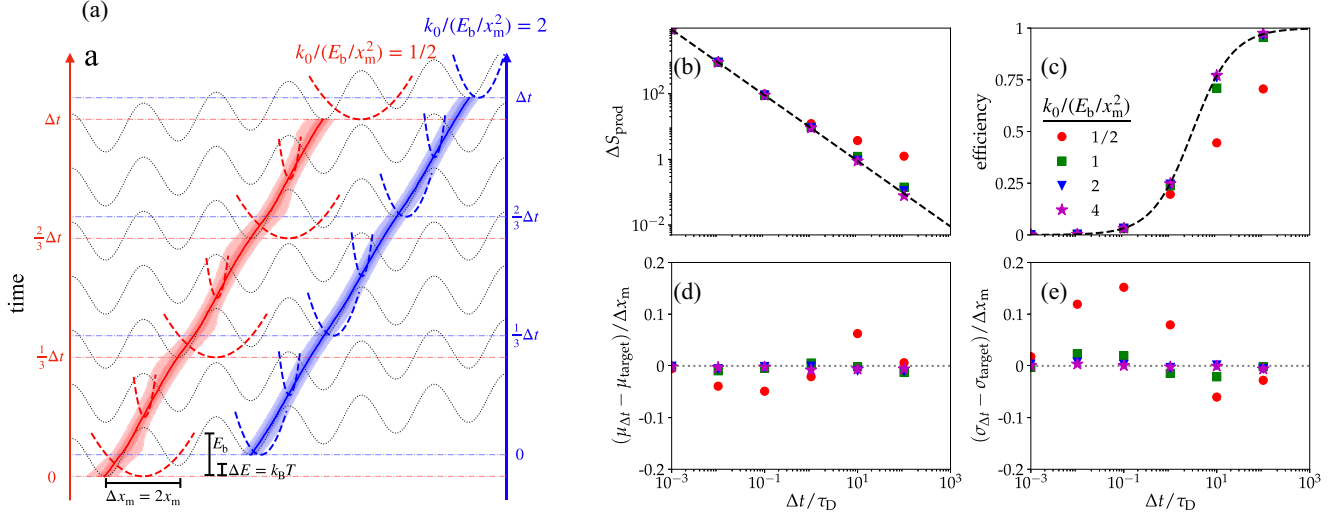 (a)
k₀/(E_b/x_m²) = 2
k₀/(E_b/x_m²) = 1/2
a
time
Δt
2/3 Δt
1/3 Δt
0
Δt
2/3 Δt
1/3 Δt
0
E_b
ΔE = k_BT
Δx_m = 2x_m
(b)
ΔS_prod
10²
1
10⁻²
(c)
efficiency
1
0.75
0.5
0.25
0
k₀/(E_b/x_m²)
1/2
1
2
4
(d)
(μ_Δt − μ_target) / Δx_m
0.2
0.1
0
-0.1
-0.2
10⁻³
10⁻¹
10¹
10³
Δt/τ_D
(e)
(σ_Δt − σ_target) / Δx_m
0.2
0.1
0
-0.1
-0.2
10⁻³
10⁻¹
10¹
10³
Δt/τ_D